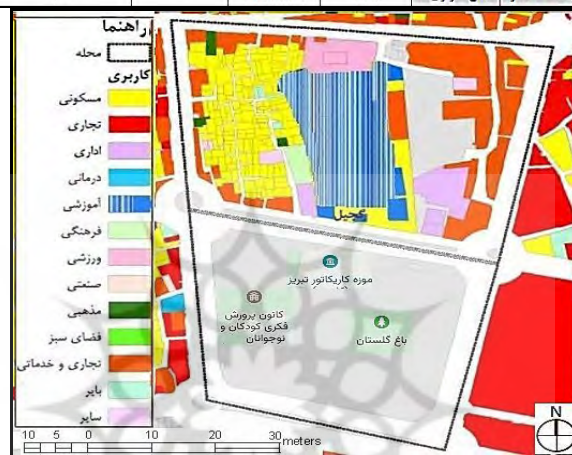 راهنما
محله
کاربری
مسکونی
تجاری
اداری
درمانی
آموزشی
فرهنگی
ورزشی
صنعتی
مذهبی
فضای سبز
تجاری و خدماتی
بایر
سایر
گجیل
موزه کاریکاتور تبریز
کانون پرورش
فکری کودکان و
نوجوانان
باغ گلستان
10 5 0 10 20 30 meters
N